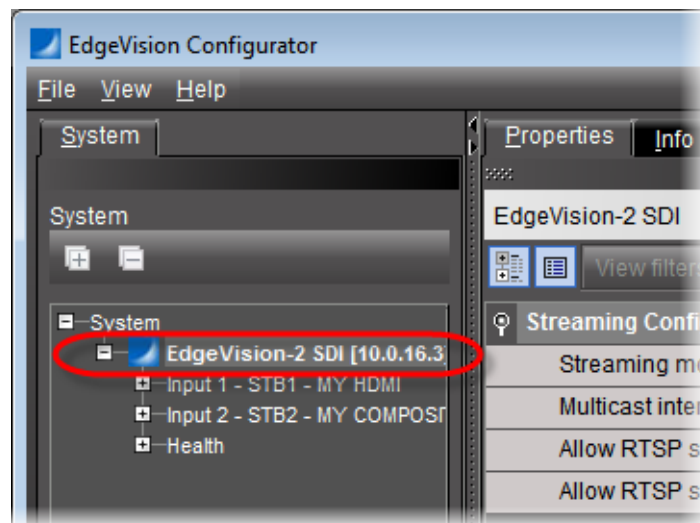 EdgeVision Configurator
File View Help
System
Properties Info
System
EdgeVision-2 SDI
View filter
System
EdgeVision-2 SDI [10.0.16.3]
Input 1 - STB1 - MY HDMI
Input 2 - STB2 - MY COMPOSI
Health
Streaming Confi
Streaming mo
Multicast inter
Allow RTSP s
Allow RTSP s